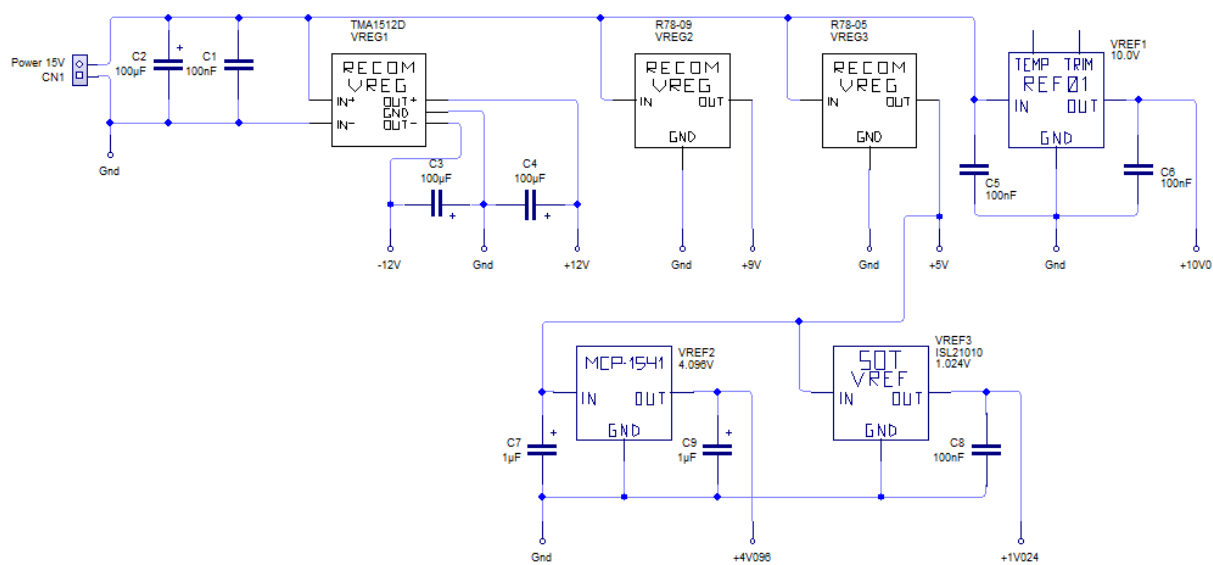 TMA1512D
VREG1
R78-09
VREG2
R78-05
VREG3
VREF1
10.0V
Power 15V
CN1
C2
100µF
+
C1
100nF
RECOM
VREG
IN+
IN-
OUT+
GND
OUT-
RECOM
VREG
IN
OUT
GND
RECOM
VREG
IN
OUT
GND
TEMP
TRIM
REF01
IN
OUT
GND
Gnd
C3
100µF
+
C4
100µF
+
C5
100nF
C6
100nF
-12V
Gnd
+12V
Gnd
+9V
Gnd
+5V
Gnd
+10V0
MCP-1541
IN
OUT
GND
VREF2
4.096V
SOT
VREF
IN
OUT
GND
VREF3
ISL21010
1.024V
C7
1µF
+
C9
1µF
+
C8
100nF
Gnd
+4V096
+1V024